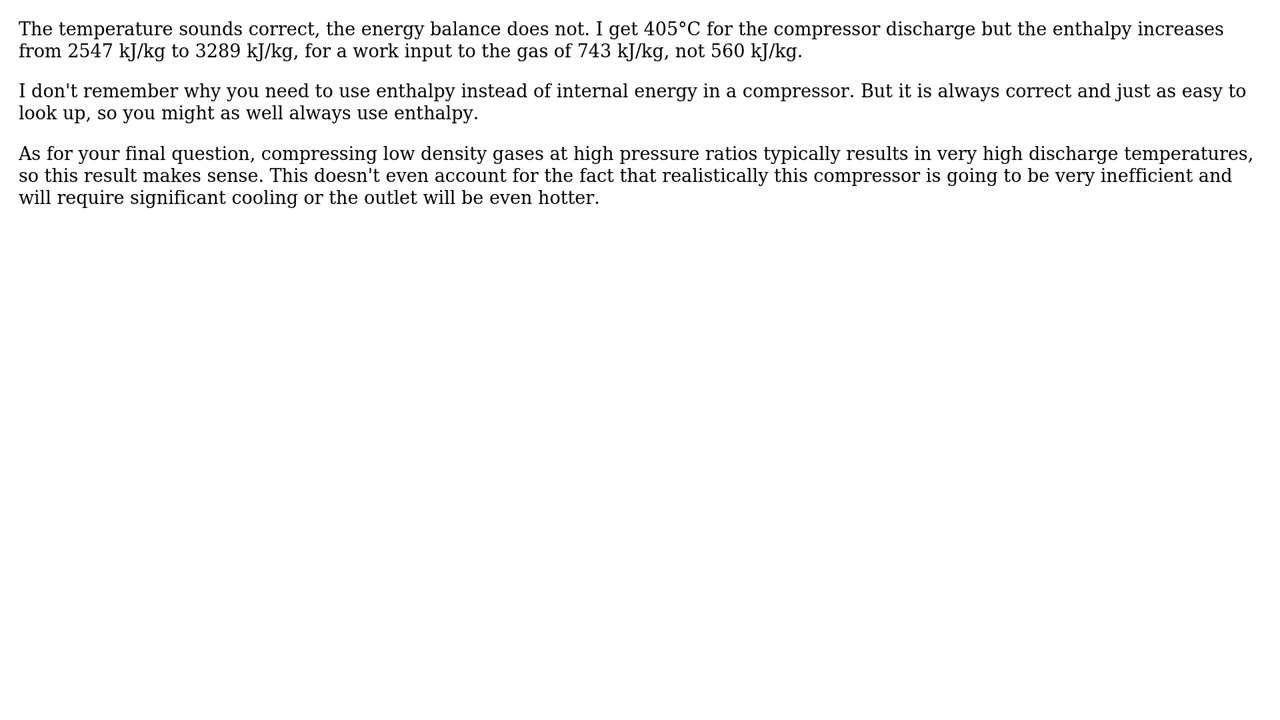 The temperature sounds correct, the energy balance does not. I get 405°C for the compressor discharge but the enthalpy increases
from 2547 kJ/kg to 3289 kJ/kg, for a work input to the gas of 743 kJ/kg, not 560 kJ/kg.
I don't remember why you need to use enthalpy instead of internal energy in a compressor. But it is always correct and just as easy to
look up, so you might as well always use enthalpy.
As for your final question, compressing low density gases at high pressure ratios typically results in very high discharge temperatures,
so this result makes sense. This doesn't even account for the fact that realistically this compressor is going to be very inefficient and
will require significant cooling or the outlet will be even hotter.